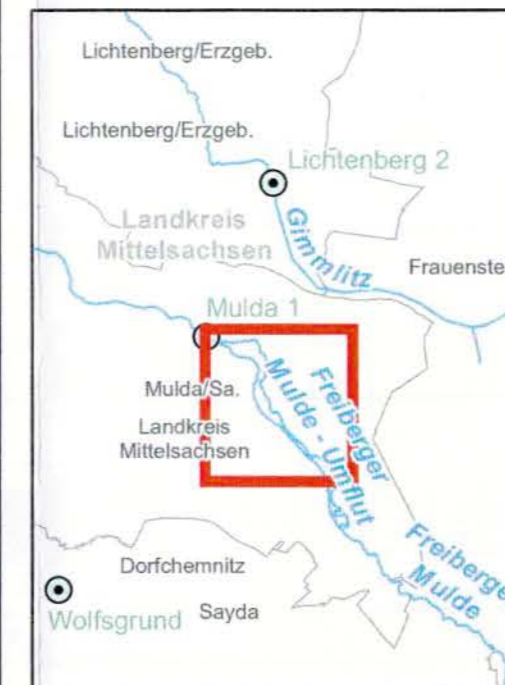 Lichtenberg/Erzgeb.
Lichtenberg/Erzgeb.
Lichtenberg 2
Landkreis
Mittelsachsen
Gimmlitz
Frauenste
Mulda 1
Mulda/Sa.
Landkreis
Mittelsachsen
Freiberger
Mulde - Umflut
Dorfchemnitz
Freiberge
Mulde
Wolfsgrund
Sayda